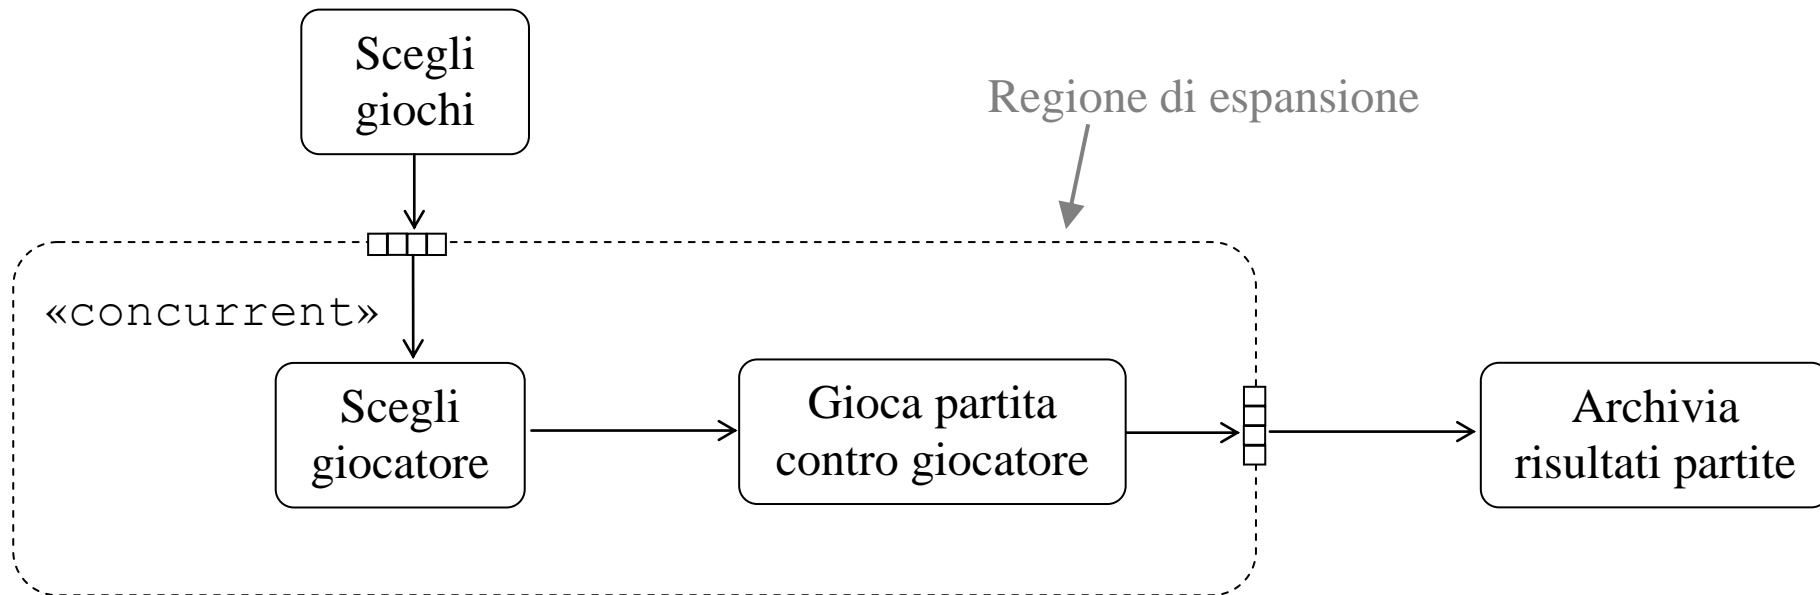 Scegli
giochi
Regione di espansione
«concurrent»
Scegli
giocatore
Gioca partita
contro giocatore
Archivia
risultati partite